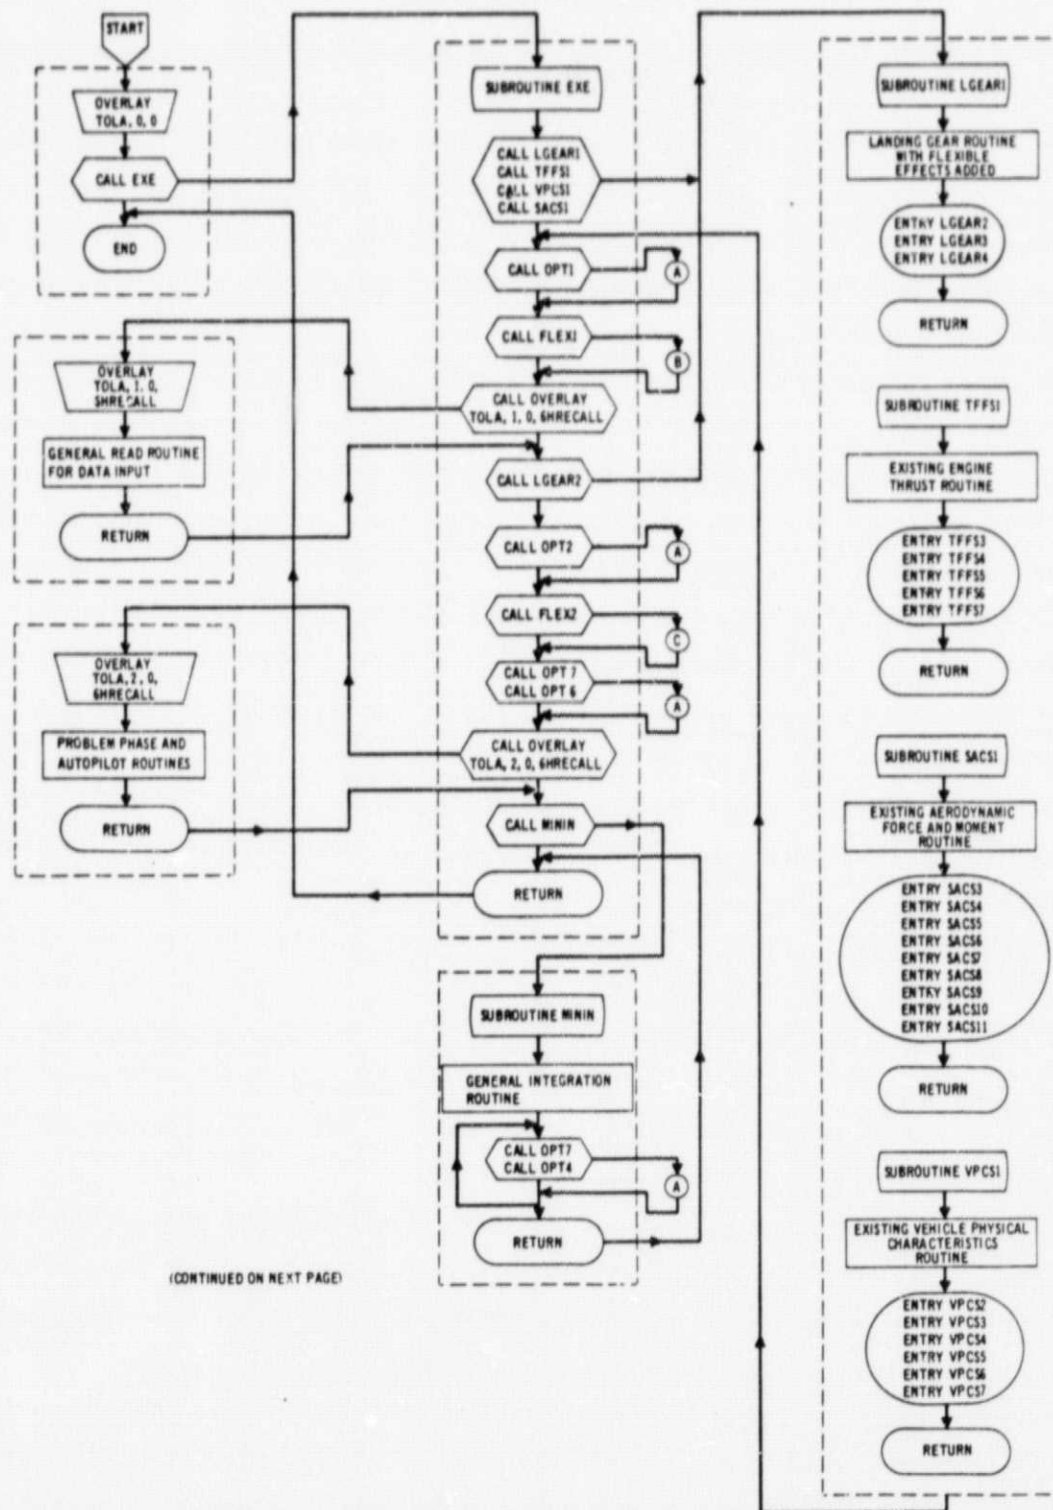 START
OVERLAY
TOLA, 0, 0
CALL EXE
END
OVERLAY
TOLA, 1, 0,
GENERAL READ ROUTINE
FOR DATA INPUT
RETURN
OVERLAY
TOLA, 2, 0,
6HRECALL
PROBLEM PHASE AND
AUTOPILOT ROUTINES
RETURN
SUBROUTINE EXE
CALL LGEAR1
CALL TFFS1
CALL VPCS1
CALL SACS1
CALL OPT1
A
CALL FLEX1
B
CALL OVERLAY
TOLA, 1, 0, 6HRECALL
CALL LGEAR2
CALL OPT2
A
CALL FLEX2
C
CALL OPT 7
CALL OPT 6
A
CALL OVERLAY
TOLA, 2, 0, 6HRECALL
CALL MININ
RETURN
SUBROUTINE MININ
GENERAL INTEGRATION
ROUTINE
CALL OPT7
CALL OPT4
A
RETURN
(CONTINUED ON NEXT PAGE)
SUBROUTINE LGEAR1
LANDING GEAR ROUTINE
WITH FLEXIBLE
EFFECTS ADDED
ENTRY LGEAR2
ENTRY LGEAR3
ENTRY LGEAR4
RETURN
SUBROUTINE TFFS1
EXISTING ENGINE
THRUST ROUTINE
ENTRY TFFS3
ENTRY TFFS4
ENTRY TFFS5
ENTRY TFFS6
ENTRY TFFS7
RETURN
SUBROUTINE SACS1
EXISTING AERODYNAMIC
FORCE AND MOMENT
ROUTINE
ENTRY SACS3
ENTRY SACS4
ENTRY SACS5
ENTRY SACS6
ENTRY SACS7
ENTRY SACS8
ENTRY SACS9
ENTRY SACS10
ENTRY SACS11
RETURN
SUBROUTINE VPCS1
EXISTING VEHICLE PHYSICAL
CHARACTERISTICS
ROUTINE
ENTRY VPCS2
ENTRY VPCS3
ENTRY VPCS4
ENTRY VPCS5
ENTRY VPCS6
ENTRY VPCS7
RETURN